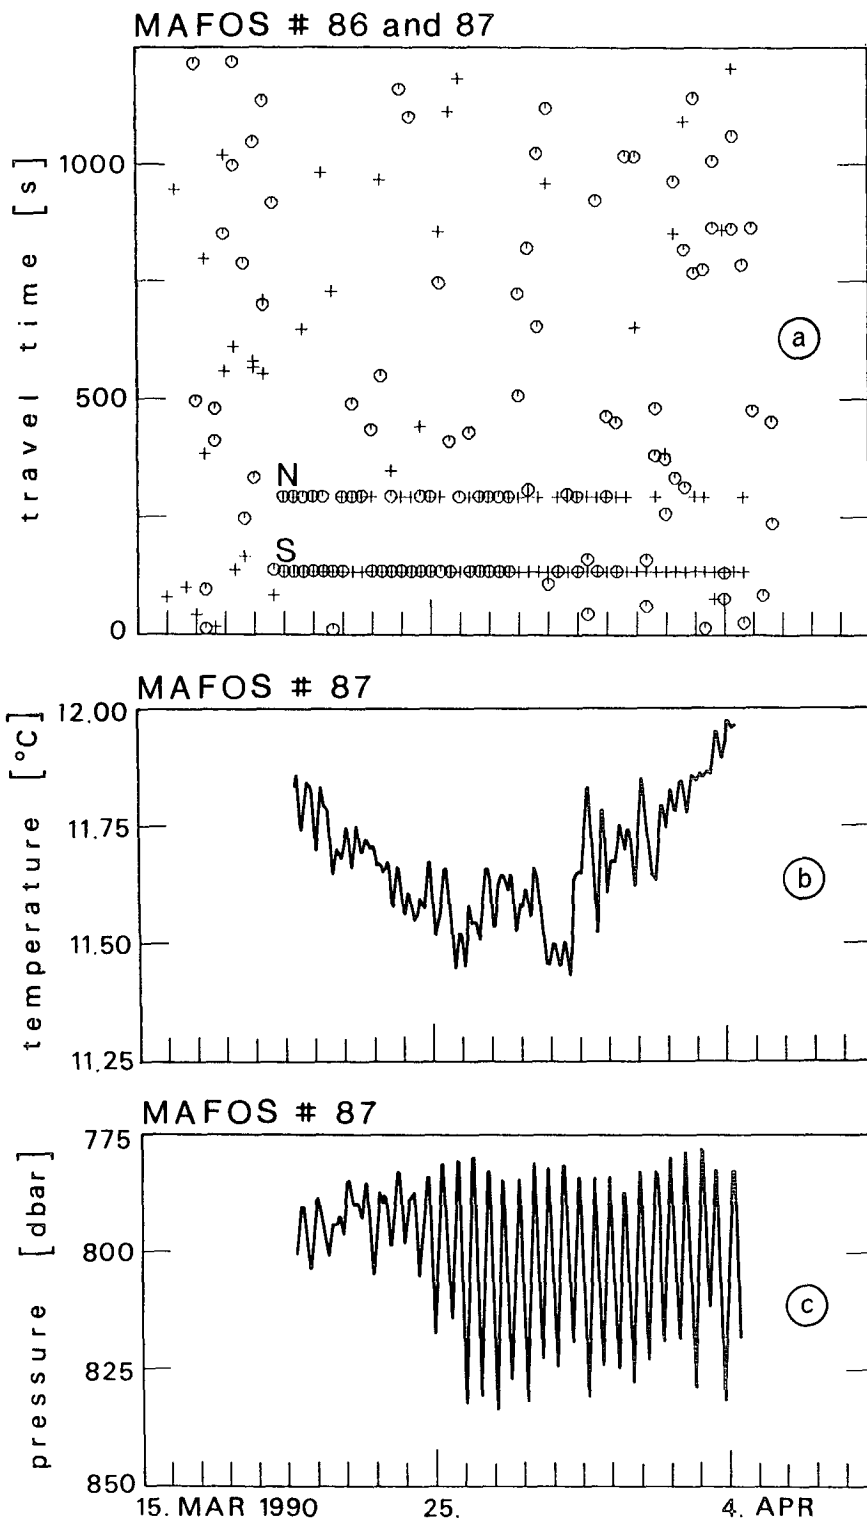 MAFOS # 86 and 87
travel time [s]
1000
500
0
N
S
a
MAFOS # 87
temperature [°C]
12.00
11.75
11.50
11.25
b
MAFOS # 87
pressure [dbar]
775
800
825
850
c
15. MAR 1990 25. 4. APR